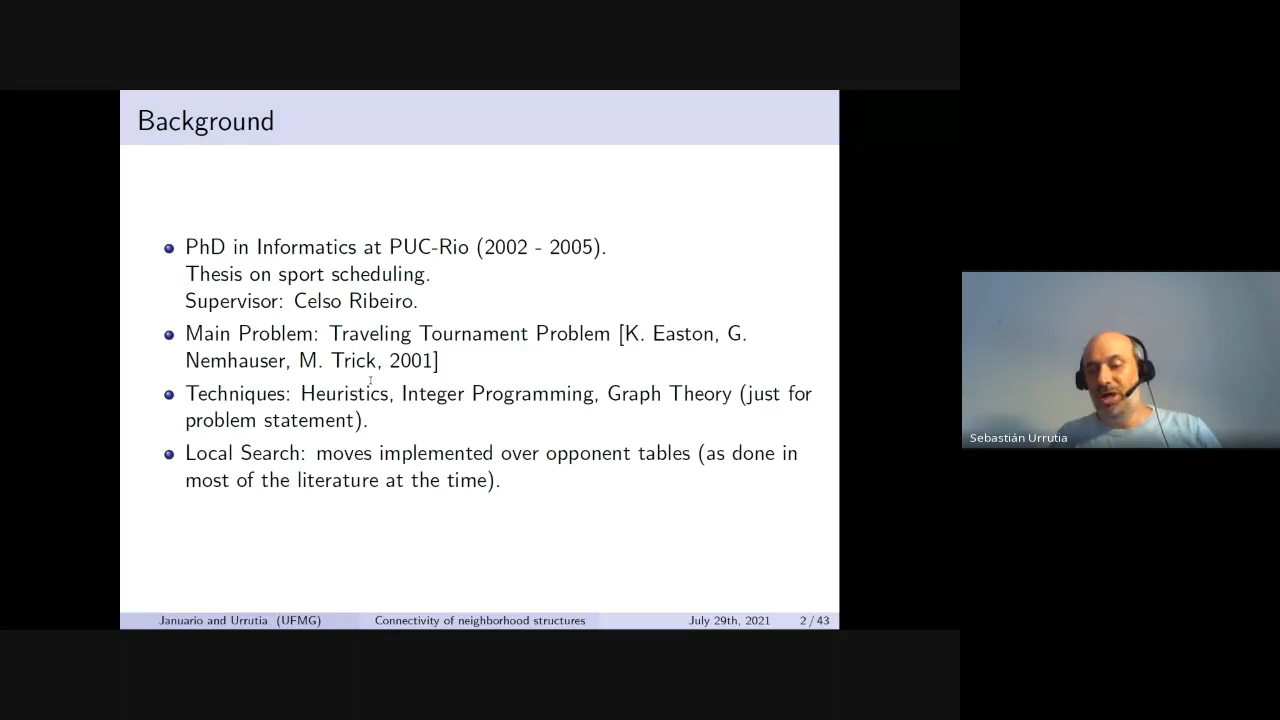 Background
PhD in Informatics at PUC-Rio (2002 - 2005).
Thesis on sport scheduling.
Supervisor: Celso Ribeiro.
Main Problem: Traveling Tournament Problem [K. Easton, G.
Nemhauser, M. Trick, 2001]
Techniques: Heuristics, Integer Programming, Graph Theory (just for
problem statement).
Local Search: moves implemented over opponent tables (as done in
most of the literature at the time).
Januario and Urrutia (UFMG) Connectivity of neighborhood structures July 29th, 2021 2 / 43
Sebastián Urrutia